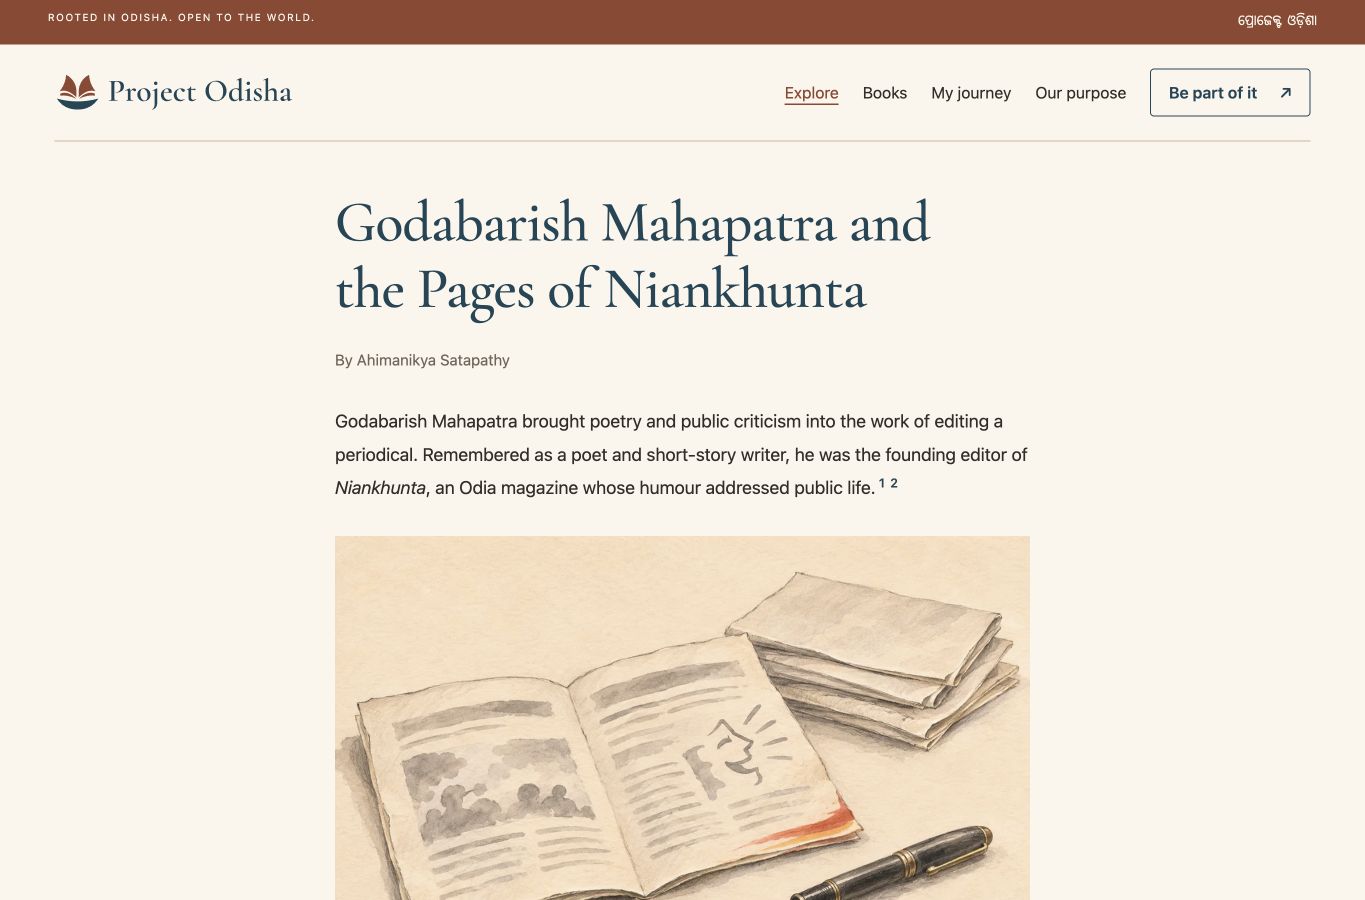 ROOTED IN ODISHA. OPEN TO THE WORLD.
ପ୍ରୋଜେକ୍ଟ ଓଡ଼ିଶା
Project Odisha
Explore
Books
My journey
Our purpose
Be part of it
Godabarish Mahapatra and
the Pages of Niankhunta
By Ahimanikya Satapathy
Godabarish Mahapatra brought poetry and public criticism into the work of editing a
periodical. Remembered as a poet and short-story writer, he was the founding editor of
Niankhunta, an Odia magazine whose humour addressed public life. 1 2